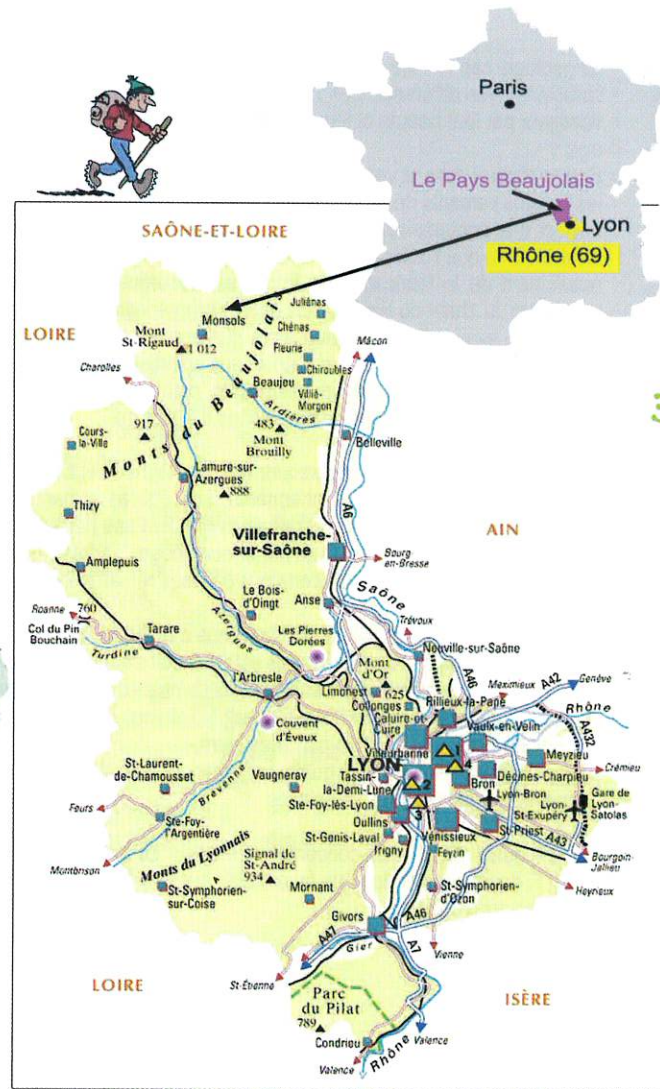 Paris
Le Pays Beaujolais
Lyon
Rhône (69)
SAÔNE-ET-LOIRE
LOIRE
Mont
St-Rigaud
1 012
Monsols
Juliénas
Chénas
Fleurie
Chiroubles
Villié-
Morgon
Mâcon
Charolles
Beaujeu
Ardières
Monts du Beaujolais
917
483
Mont
Brouilly
Belleville
Cours-
la-Ville
Lamure-sur-
Azergues
888
Thizy
A6
AIN
Villefranche-
sur-Saône
Bourg
en-Bresse
Amplepuis
Le Bois-
d'Oingt
Anse
Saône
Trévoux
Roanne
760
Col du Pin
Bouchain
Azergues
Les Pierres
Dorées
Neuville-sur-Saône
Tarare
Turdine
Mont
d'Or
625
A46
Meximieux
A42
Genève
l'Arbresle
Limonest
Collonges
Rillieux-la-Pape
Rhône
Caluire-et-
Cuire
Vaulx-en-Velin
A432
Couvent
d'Éveux
Villeurbanne
1
Meyzieu
St-Laurent-
de-Chamousset
Vaugneray
LYON
4
Décines-Charpieu
Crémieu
Tassin-
la-Demi-Lune
2
Bron
Lyon-Bron
Lyon-
St-Exupéry
Gare de
Lyon-
Satolas
Brévenne
Ste-Foy-lès-Lyon
3
Feurs
Ste-Foy-
l'Argentière
Oullins
Vénissieux
St-Priest
A43
St-Genis-Laval
Irigny
Feyzin
Bourgoin-
Jallieu
Montbrison
Monts du Lyonnais
Signal de
St-André
934
Heyrieux
St-Symphorien-
sur-Coise
Mornant
St-Symphorien-
d'Ozon
Givors
A46
A47
Gier
A7
Vienne
LOIRE
St-Étienne
ISÈRE
Parc
du Pilat
789
Condrieu
Rhône
Valence
Valence
3